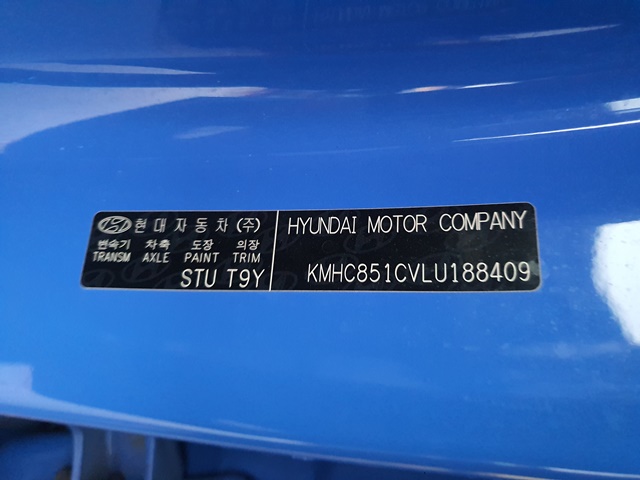 현대자동차(주)
변속기 차축 도장 의장
TRANSM AXLE PAINT TRIM
STU T9Y
HYUNDAI MOTOR COMPANY
KMHC851CVLU188409